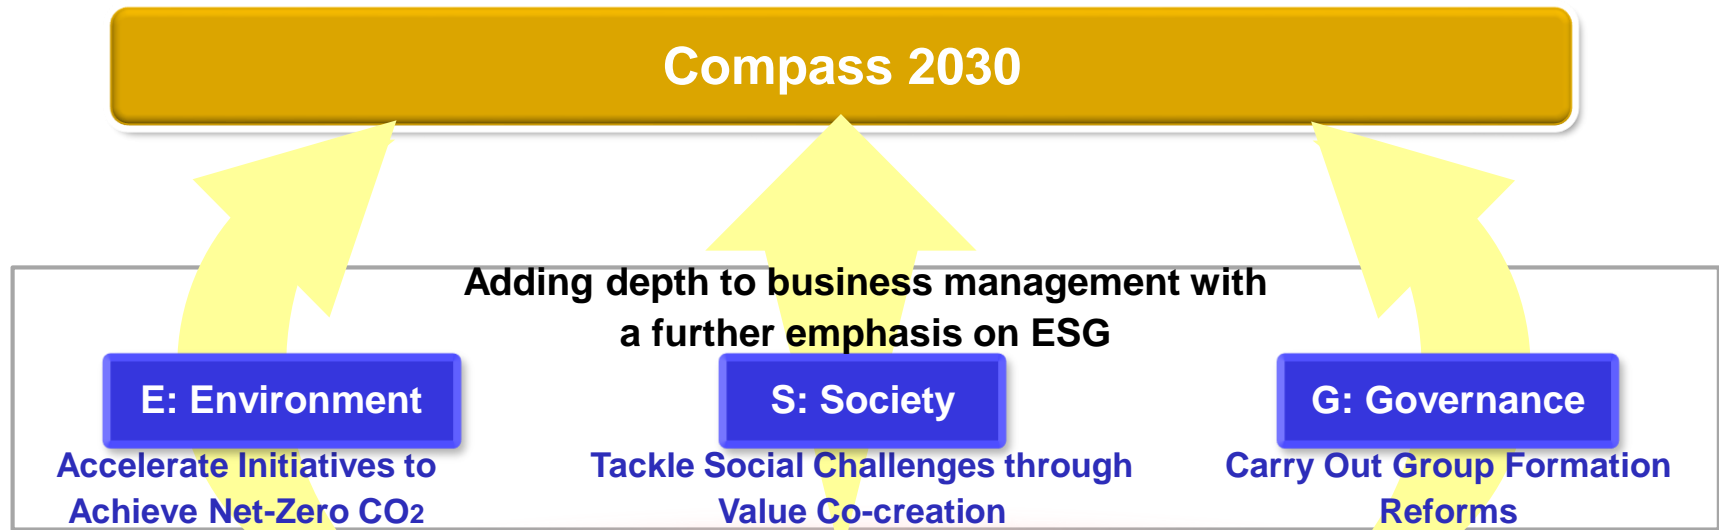 Compass 2030
Adding depth to business management with
a further emphasis on ESG
E: Environment
Accelerate Initiatives to
Achieve Net-Zero CO2
S: Society
Tackle Social Challenges through
Value Co-creation
G: Governance
Carry Out Group Formation
Reforms